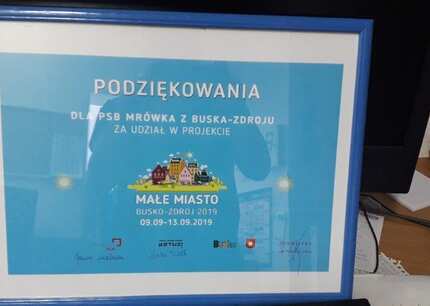 PODZIĘKOWANIA
DLA PSB MRÓWKA Z BUSKA-ZDROJU
ZA UDZIAŁ W PROJEKCIE
MAŁE MIASTO
BUSKO-ZDRÓJ 2019
09.09-13.09.2019